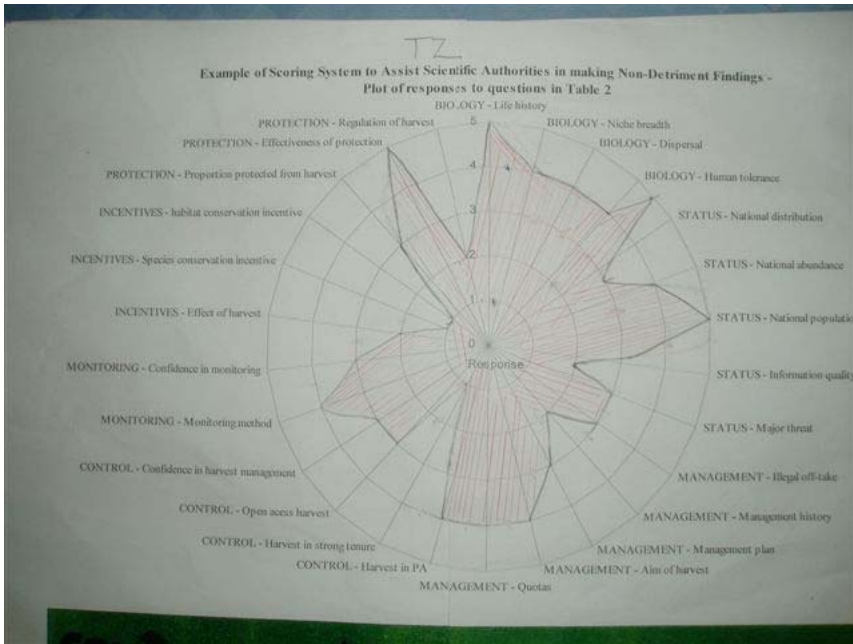 TZ
Example of Scoring System to Assist Scientific Authorities in making Non-Detriment Findings -
Plot of responses to questions in Table 2
BIOLOGY - Life history
BIOLOGY - Niche breadth
BIOLOGY - Dispersal
BIOLOGY - Human tolerance
STATUS - National distribution
STATUS - National abundance
STATUS - National populatio
STATUS - Information quality
STATUS - Major threat
MANAGEMENT - Illegal off-take
MANAGEMENT - Management history
MANAGEMENT - Management plan
MANAGEMENT - Aim of harvest
MANAGEMENT - Quotas
CONTROL - Harvest in PA
CONTROL - Harvest in strong tenure
CONTROL - Open acess harvest
CONTROL - Confidence in harvest management
MONITORING - Monitoring method
MONITORING - Confidence in monitoring
INCENTIVES - Effect of harvest
INCENTIVES - Species conservation incentive
INCENTIVES - habitat conservation incentive
PROTECTION - Proportion protected from harvest
PROTECTION - Effectiveness of protection
PROTECTION - Regulation of harvest
5
4
3
2
1
0
Response